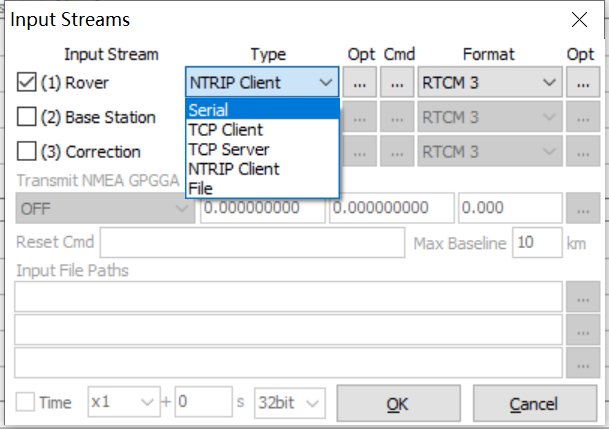 Input Streams
Input Stream Type Opt Cmd Format Opt
(1) Rover NTRIP Client ... ... RTCM 3 ...
Serial
(2) Base Station TCP Client ... ... RTCM 3 ...
TCP Server
(3) Correction NTRIP Client ... ... RTCM 3 ...
Transmit NMEA GPGGA File
OFF 0.000000000 0.000000000 0.000 ...
Reset Cmd Max Baseline 10 km
Input File Paths
...
...
...
Time x1 + 0 s 32bit OK Cancel